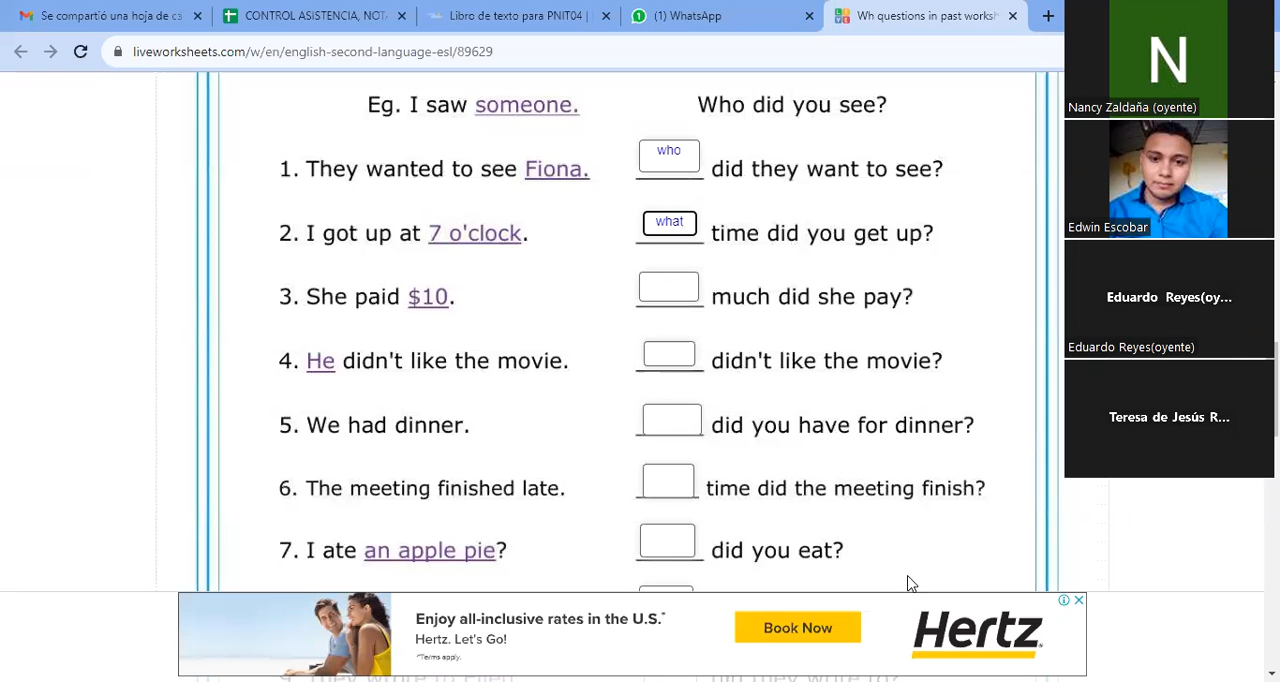 Se compartió una hoja de c
CONTROL ASISTENCIA, NOT
Libro de texto para PNIT04 |
(1) WhatsApp
Wh questions in past works
liveworksheets.com/w/en/english-second-language-esl/89629
Eg. I saw someone. Who did you see?
1. They wanted to see Fiona. who did they want to see?
2. I got up at 7 o'clock. what time did you get up?
3. She paid $10. much did she pay?
4. He didn't like the movie. didn't like the movie?
5. We had dinner. did you have for dinner?
6. The meeting finished late. time did the meeting finish?
7. I ate an apple pie? did you eat?
N
Nancy Zaldaña (oyente)
Edwin Escobar
Eduardo Reyes(oy...
Eduardo Reyes(oyente)
Teresa de Jesús R...
Enjoy all-inclusive rates in the U.S.*
Hertz. Let's Go!
*Terms apply.
Book Now
Hertz